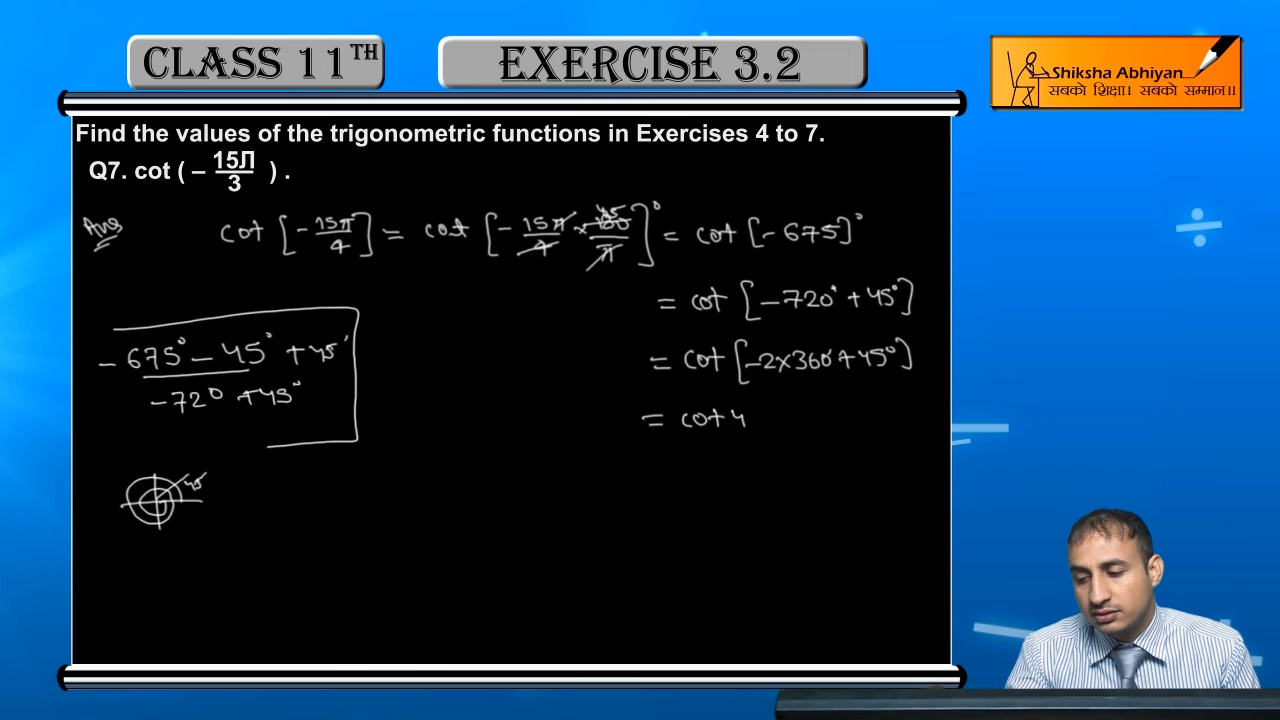 CLASS 11TH
EXERCISE 3.2
Shiksha Abhiyan
सबको शिक्षा। सबको सम्मान।।
Find the values of the trigonometric functions in Exercises 4 to 7.
Q7. cot ( – 15Л/3 ) .
Ans
cot [- 15π/4] = cot [- 15π/4 × 180/π]° = cot [-675]°
45
= cot [-720° + 45°]
= cot [-2×360° + 45°]
= cot 4
- 675° - 45° + 45°
-720 + 45°
45